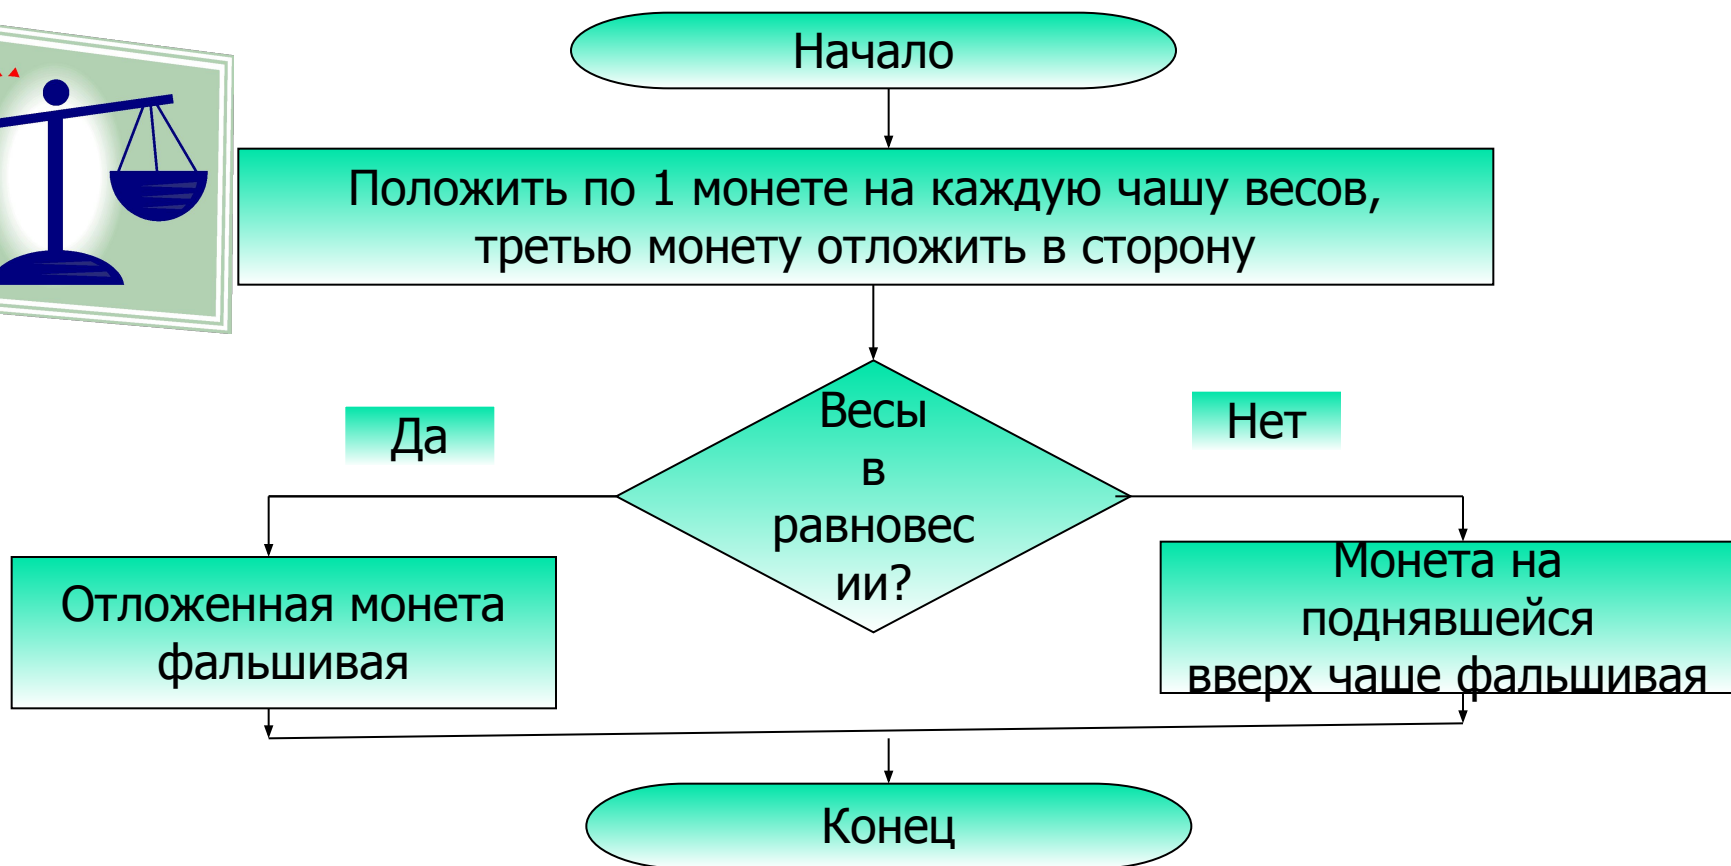 Начало
Положить по 1 монете на каждую чашу весов,
третью монету отложить в сторону
Да
Весы
в
равновес
ии?
Нет
Отложенная монета
фальшивая
Монета на
поднявшейся
вверх чаше фальшивая
Конец